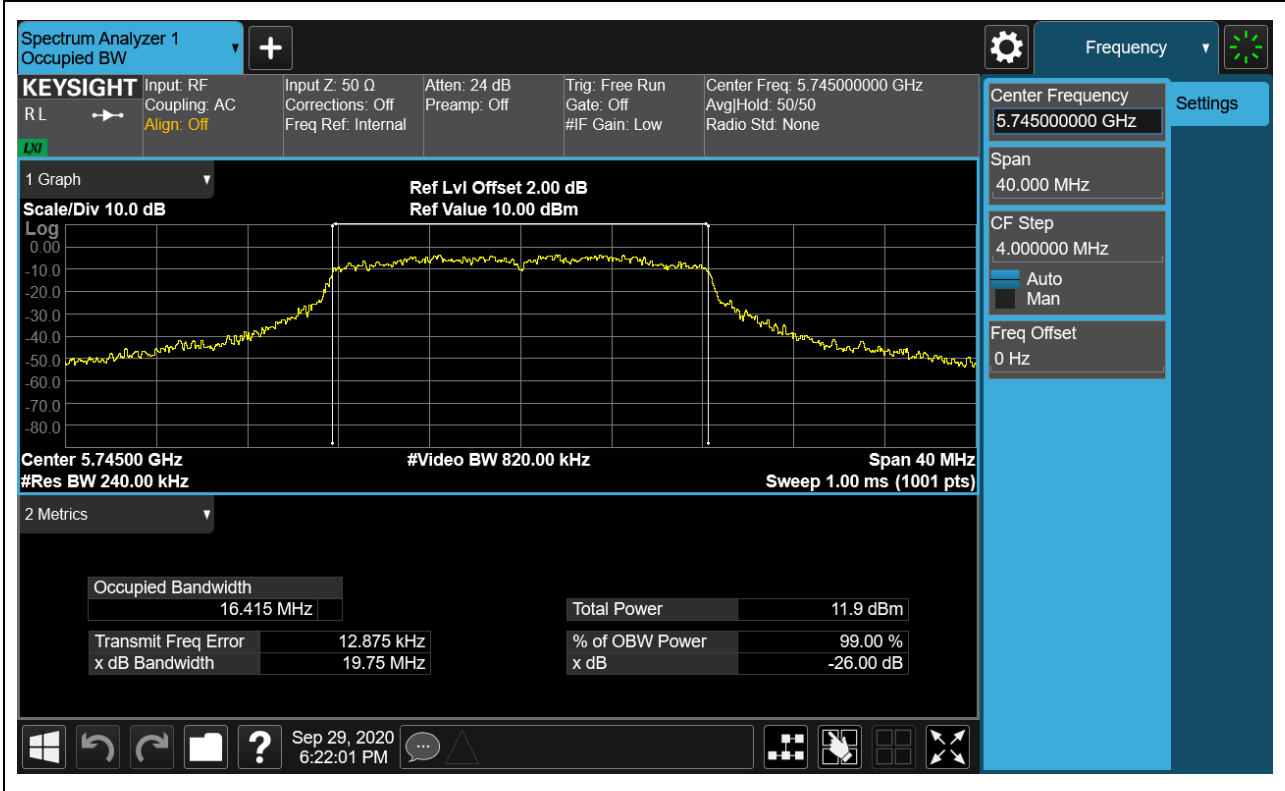 Spectrum Analyzer 1
Occupied BW
Frequency
KEYSIGHT
RL
LXI
Input: RF
Coupling: AC
Align: Off
Input Z: 50 Ω
Corrections: Off
Freq Ref: Internal
Atten: 24 dB
Preamp: Off
Trig: Free Run
Gate: Off
#IF Gain: Low
Center Freq: 5.745000000 GHz
Avg|Hold: 50/50
Radio Std: None
Center Frequency
5.745000000 GHz
Settings
Span
40.000 MHz
CF Step
4.000000 MHz
Auto
Man
Freq Offset
0 Hz
1 Graph
Scale/Div 10.0 dB
Ref Lvl Offset 2.00 dB
Ref Value 10.00 dBm
Log
0.00
-10.0
-20.0
-30.0
-40.0
-50.0
-60.0
-70.0
-80.0
Center 5.74500 GHz
#Video BW 820.00 kHz
Span 40 MHz
#Res BW 240.00 kHz
Sweep 1.00 ms (1001 pts)
2 Metrics
Occupied Bandwidth
16.415 MHz
Total Power 11.9 dBm
Transmit Freq Error 12.875 kHz
% of OBW Power 99.00 %
x dB Bandwidth 19.75 MHz
x dB -26.00 dB
?
Sep 29, 2020
6:22:01 PM